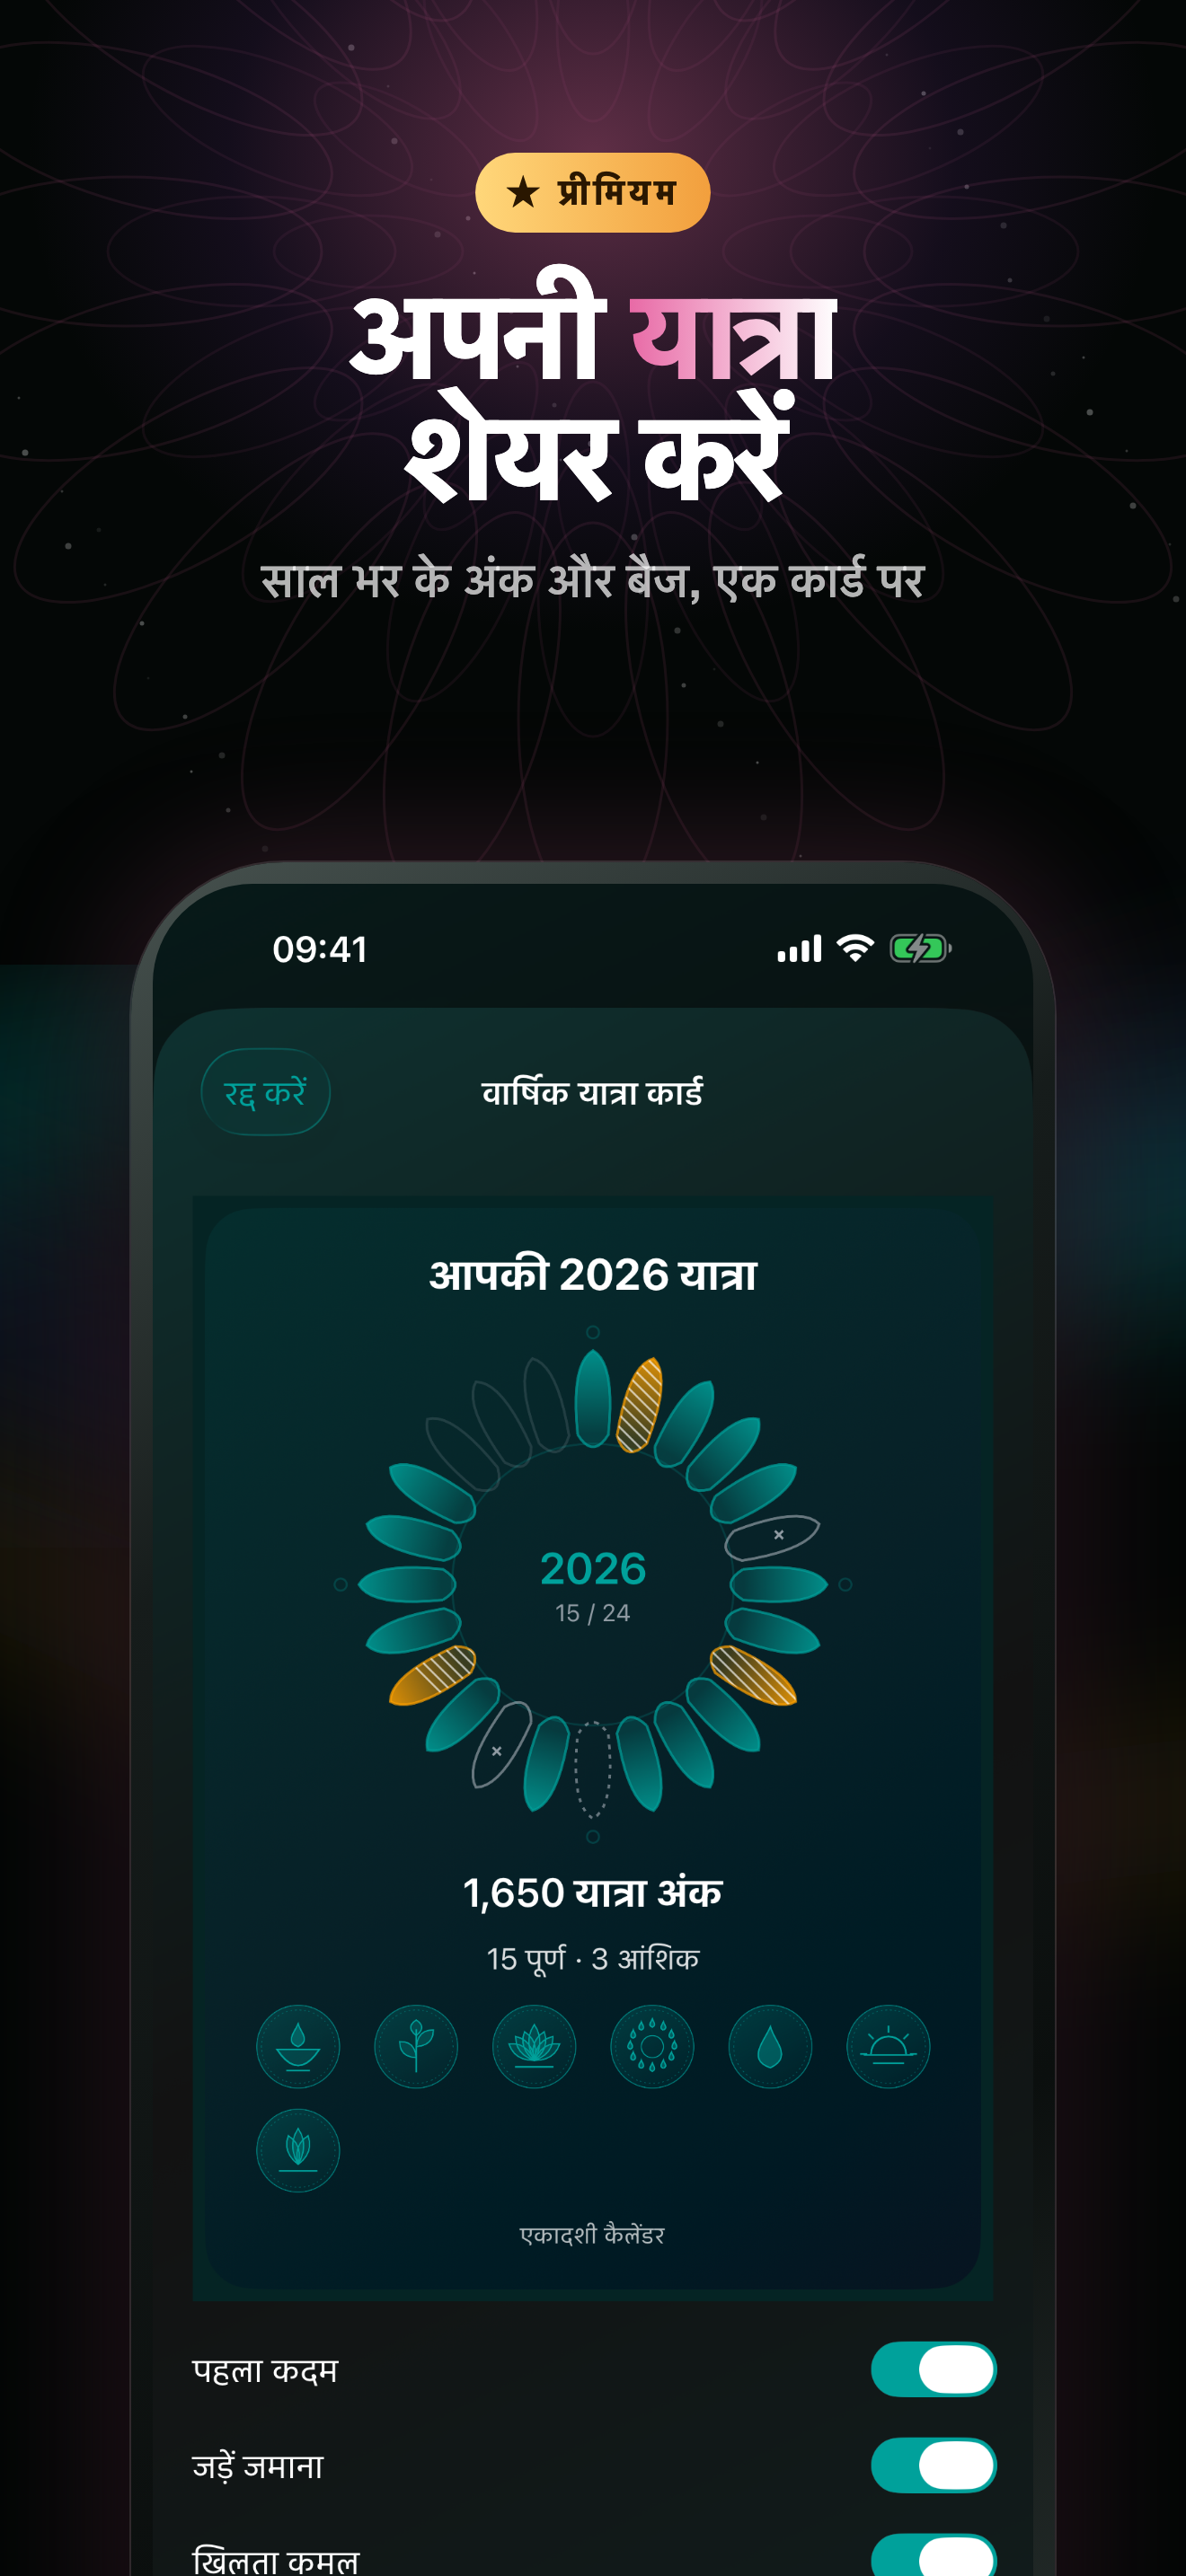 ★ प्रीमियम
अपनी यात्रा
शेयर करें
साल भर के अंक और बैज, एक कार्ड पर
09:41
रद्द करें
वार्षिक यात्रा कार्ड
आपकी 2026 यात्रा
2026
15 / 24
1,650 यात्रा अंक
15 पूर्ण · 3 आंशिक
एकादशी कैलेंडर
पहला कदम
जड़ें जमाना
खिलता कमल